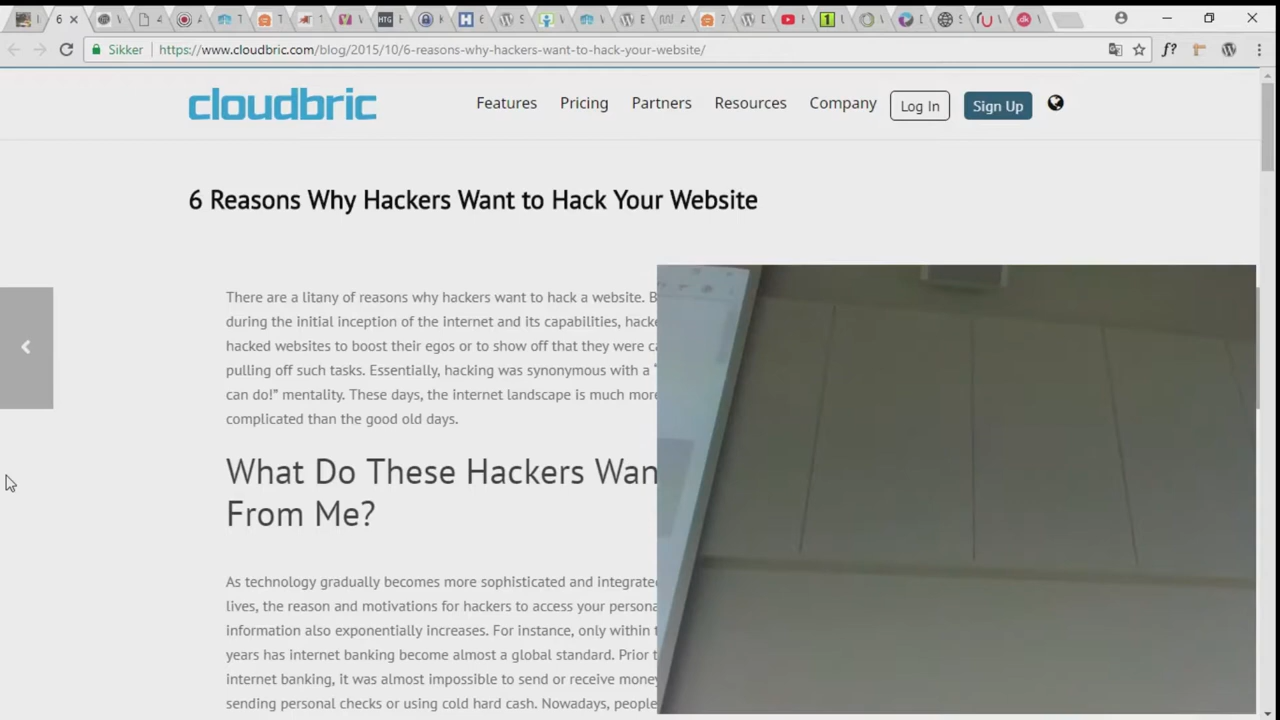 6
Sikker
https://www.cloudbric.com/blog/2015/10/6-reasons-why-hackers-want-to-hack-your-website/
cloudbric
Features
Pricing
Partners
Resources
Company
Log In
Sign Up
6 Reasons Why Hackers Want to Hack Your Website
There are a litany of reasons why hackers want to hack a website. B
during the initial inception of the internet and its capabilities, hack
hacked websites to boost their egos or to show off that they were ca
pulling off such tasks. Essentially, hacking was synonymous with a “
can do!” mentality. These days, the internet landscape is much more
complicated than the good old days.
What Do These Hackers Wan
From Me?
As technology gradually becomes more sophisticated and integrate
lives, the reason and motivations for hackers to access your persona
information also exponentially increases. For instance, only within t
years has internet banking become almost a global standard. Prior t
internet banking, it was almost impossible to send or receive money
sending personal checks or using cold hard cash. Nowadays, people